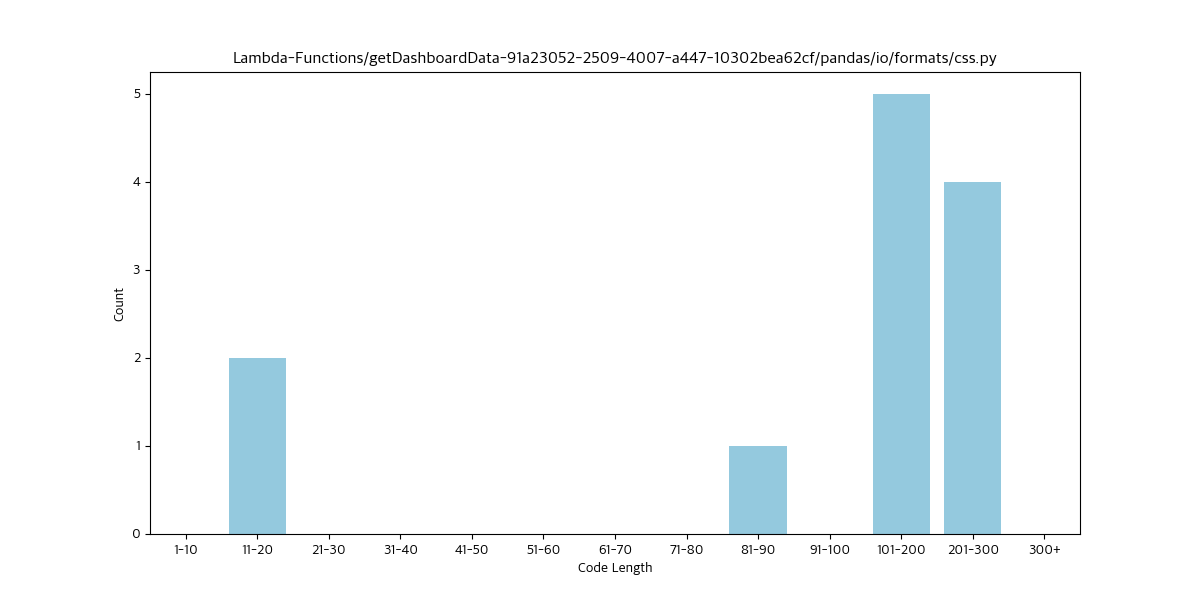 Lambda-Functions/getDashboardData-91a23052-2509-4007-a447-10302bea62cf/pandas/io/formats/css.py
5
4
3
2
1
0
Count
1-10 11-20 21-30 31-40 41-50 51-60 61-70 71-80 81-90 91-100 101-200 201-300 300+
Code Length